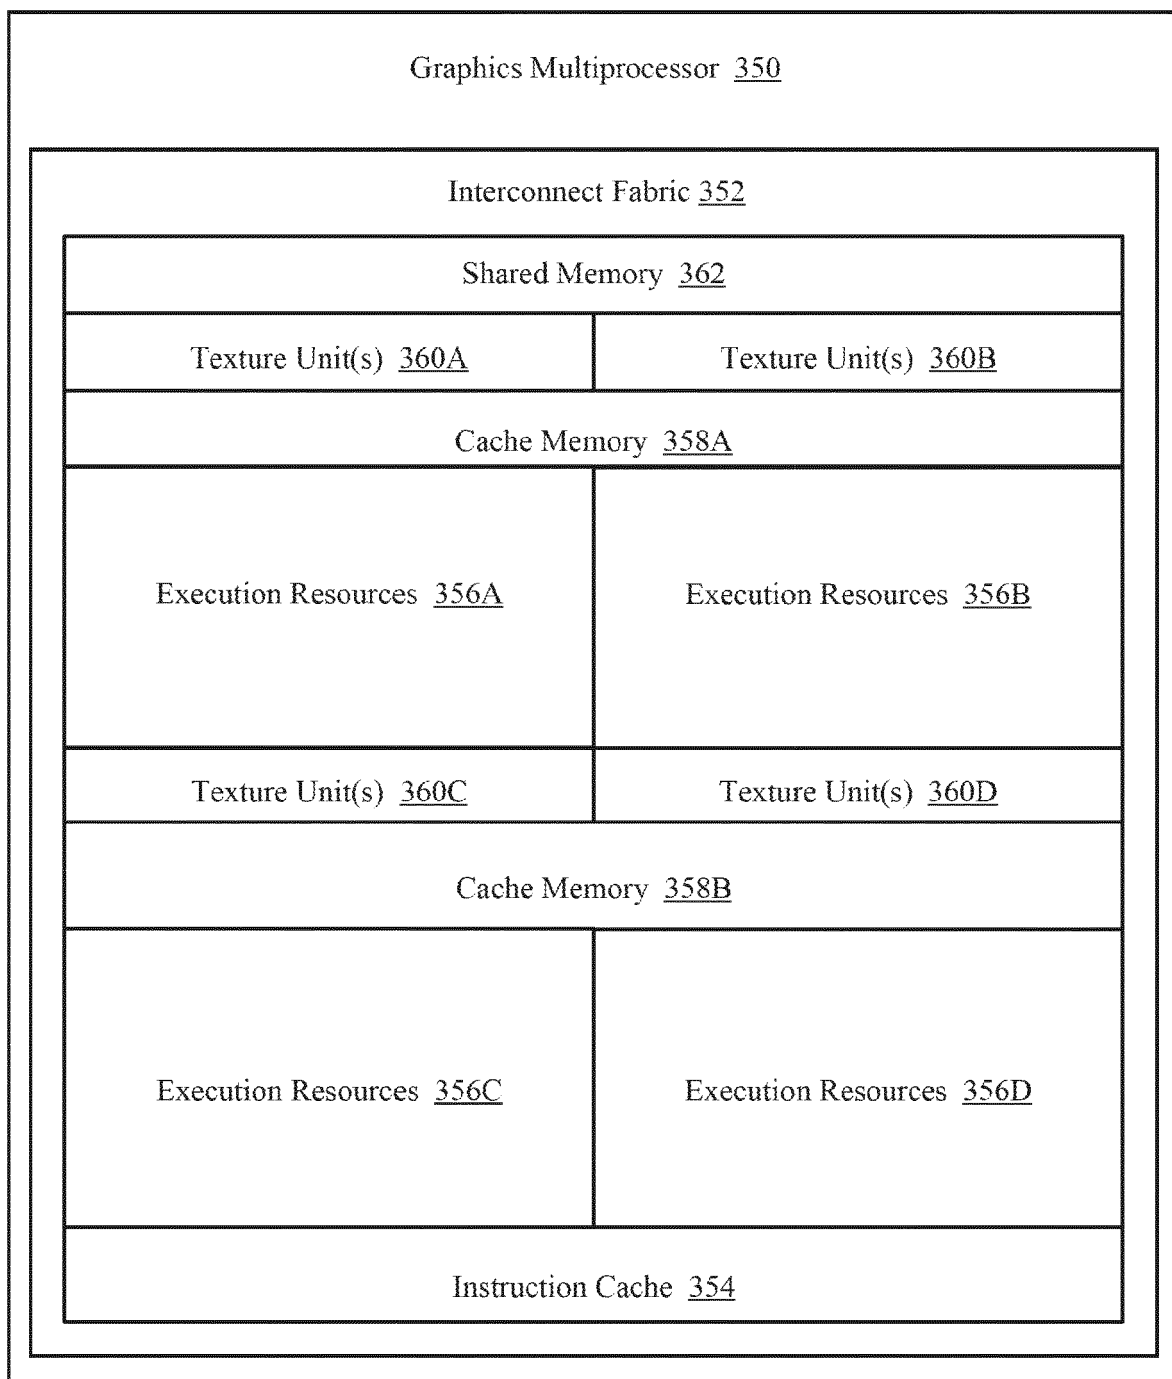 Graphics Multiprocessor 350
Interconnect Fabric 352
Shared Memory 362
Texture Unit(s) 360A
Texture Unit(s) 360B
Cache Memory 358A
Execution Resources 356A
Execution Resources 356B
Texture Unit(s) 360C
Texture Unit(s) 360D
Cache Memory 358B
Execution Resources 356C
Execution Resources 356D
Instruction Cache 354